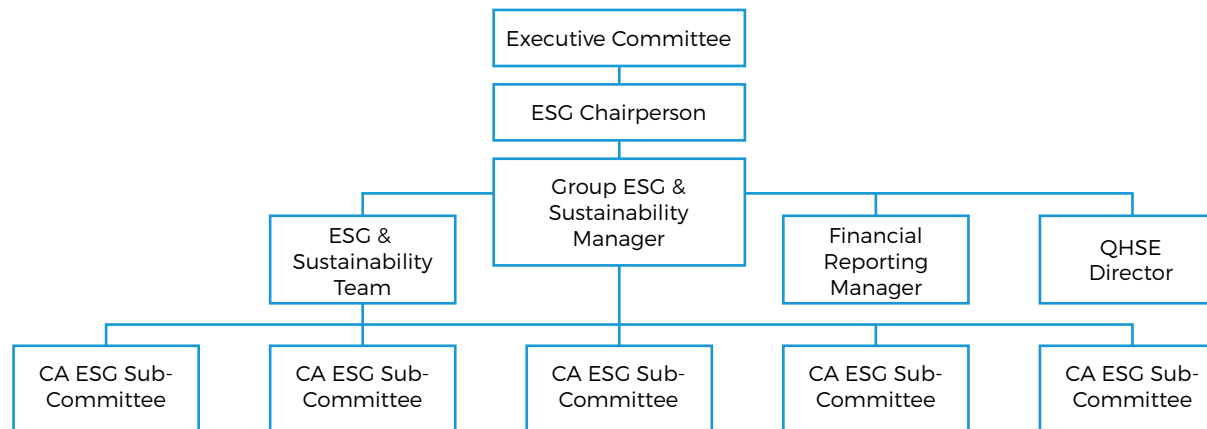 Executive Committee
ESG Chairperson
Group ESG &
Sustainability
Manager
ESG &
Sustainability
Team
Financial
Reporting
Manager
QHSE
Director
CA ESG Sub-
Committee
CA ESG Sub-
Committee
CA ESG Sub-
Committee
CA ESG Sub-
Committee
CA ESG Sub-
Committee